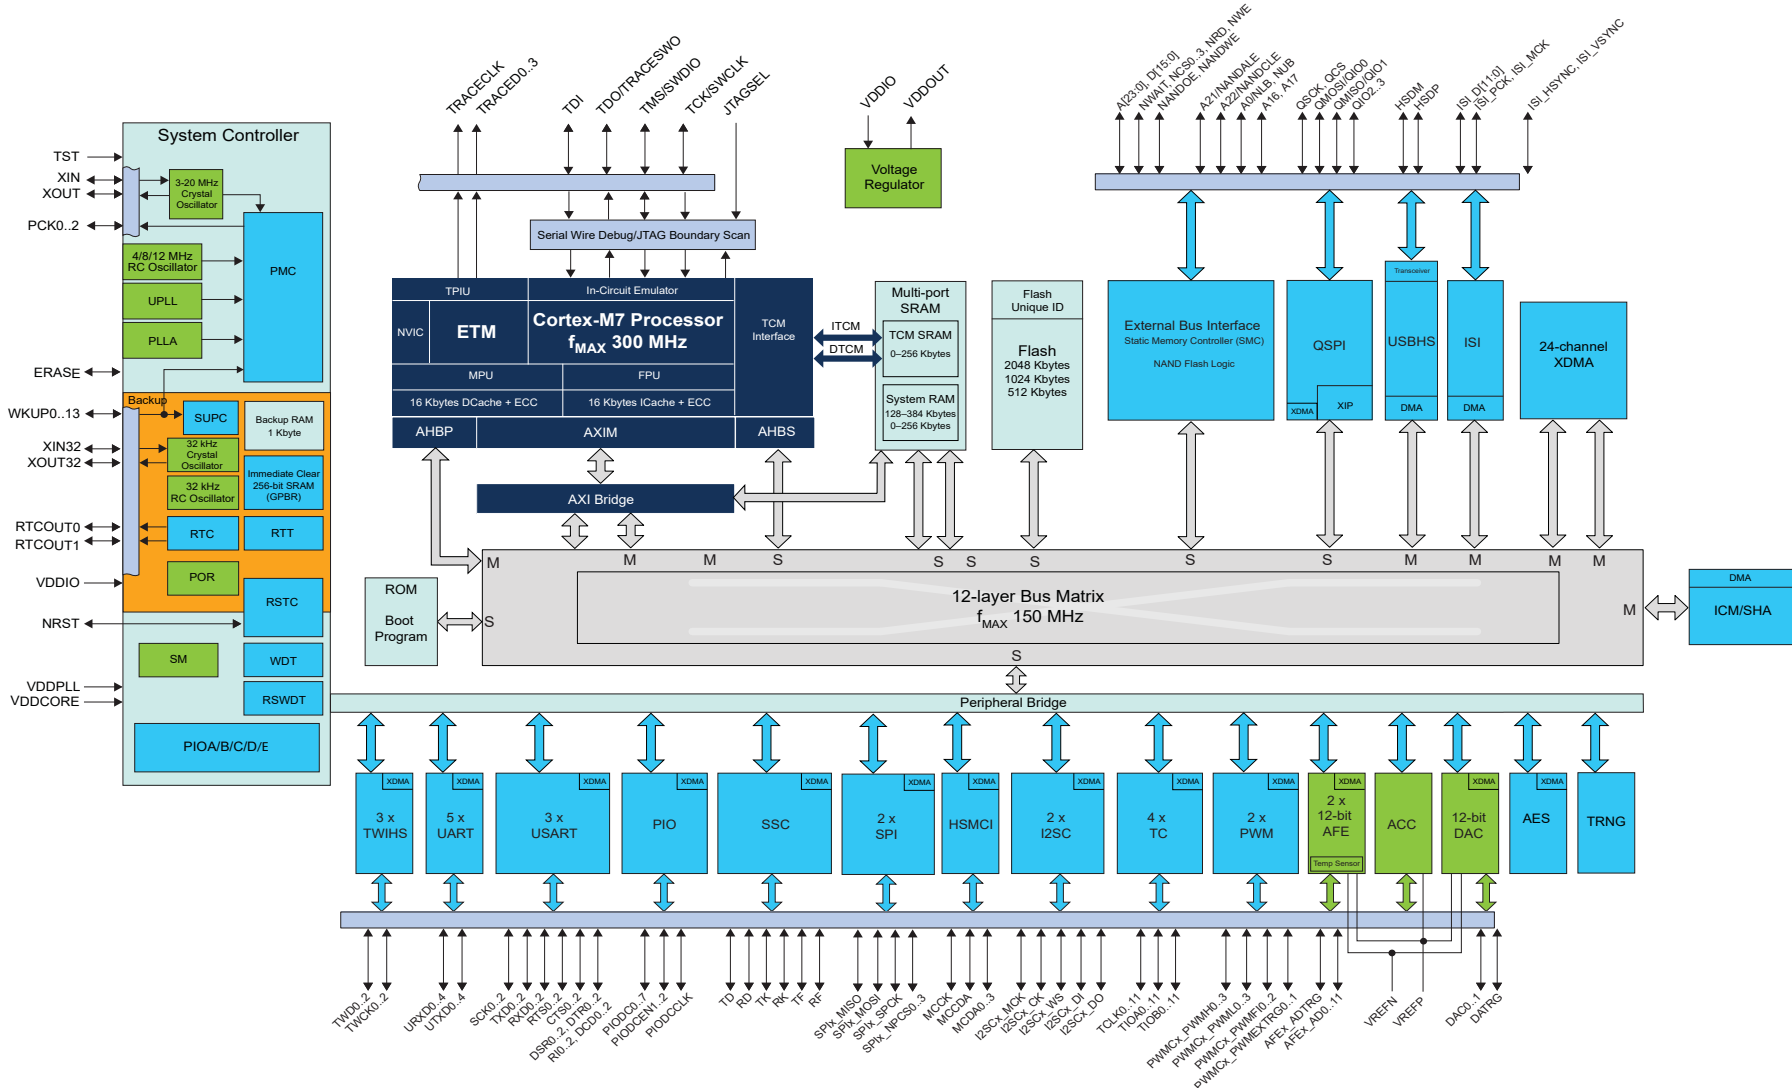 System Controller
TST
XIN
XOUT
PCK0..2
ERASE
WKUP0..13
XIN32
XOUT32
RTCOUT0
RTCOUT1
VDDIO
NRST
VDDPLL
VDDCORE
3-20 MHz
Crystal
Oscillator
4/8/12 MHz
RC Oscillator
UPLL
PLLA
PMC
Backup
SUPC
Backup RAM
1 Kbyte
32 kHz
Crystal
Oscillator
32 kHz
RC Oscillator
Immediate Clear
256-bit SRAM
(GPBR)
RTC
RTT
POR
RSTC
SM
WDT
RSWDT
PIOA/B/C/D/E
TRACECLK
TRACED0..3
TDI
TDO/TRACESWO
TMS/SWDIO
TCK/SWCLK
JTAGSEL
VDDIO
VDDOUT
Voltage
Regulator
Serial Wire Debug/JTAG Boundary Scan
TPIU
In-Circuit Emulator
NVIC
ETM
Cortex-M7 Processor
fMAX 300 MHz
TCM
Interface
MPU
FPU
16 Kbytes DCache + ECC
16 Kbytes ICache + ECC
AHBP
AXIM
AHBS
AXI Bridge
ITCM
DTCM
Multi-port
SRAM
TCM SRAM
0–256 Kbytes
System RAM
128–384 Kbytes
0–256 Kbytes
Flash
Unique ID
Flash
2048 Kbytes
1024 Kbytes
512 Kbytes
A[23:0], D[15:0]
NWAIT, NCS0..3, NRD, NWE
NANDOE, NANDWE
A21/NANDALE
A22/NANDCLE
A0/NLB, NUB
A16, A17
QSCK, QCS
QMOSI/QIO0
QMISO/QIO1
QIO2..3
HSDM
HSDP
ISI_D[11:0]
ISI_PCK, ISI_MCK
ISI_HSYNC, ISI_VSYNC
External Bus Interface
Static Memory Controller (SMC)
NAND Flash Logic
QSPI
XDMA
XIP
Transceiver
USBHS
DMA
ISI
DMA
24-channel
XDMA
M
M
M
S
S
S
S
S
S
M
M
M
M
ROM
Boot
Program
S
12-layer Bus Matrix
fMAX 150 MHz
M
DMA
ICM/SHA
S
Peripheral Bridge
XDMA
3 x
TWIHS
XDMA
5 x
UART
XDMA
3 x
USART
XDMA
PIO
XDMA
SSC
XDMA
2 x
SPI
XDMA
HSMCI
XDMA
2 x
I2SC
XDMA
4 x
TC
XDMA
2 x
PWM
XDMA
2 x
12-bit
AFE
Temp Sensor
ACC
XDMA
12-bit
DAC
XDMA
AES
TRNG
TWD0..2
TWCK0..2
URXD0..4
UTXD0..4
SCK0..2
TXD0..2
RXD0..2
RTS0..2
CTS0..2
DSR0..2, DTR0..2
RI0..2, DCD0..2
PIODC0..7
PIODCEN1..2
PIODCCLK
TD
RD
TK
RK
TF
RF
SPIx_MISO
SPIx_MOSI
SPIx_SPCK
SPIx_NPCS0..3
MCCK
MCCDA
MCDA0..3
I2SCx_MCK
I2SCx_CK
I2SCx_WS
I2SCx_DI
I2SCx_DO
TCLK0..11
TIOA0..11
TIOB0..11
PWMCx_PWMH0..3
PWMCx_PWML0..3
PWMCx_PWMFI0..2
PWMCx_PWMEXTRG0..1
AFEx_ADTRG
AFEx_AD0..11
VREFN
VREFP
DAC0..1
DATRG